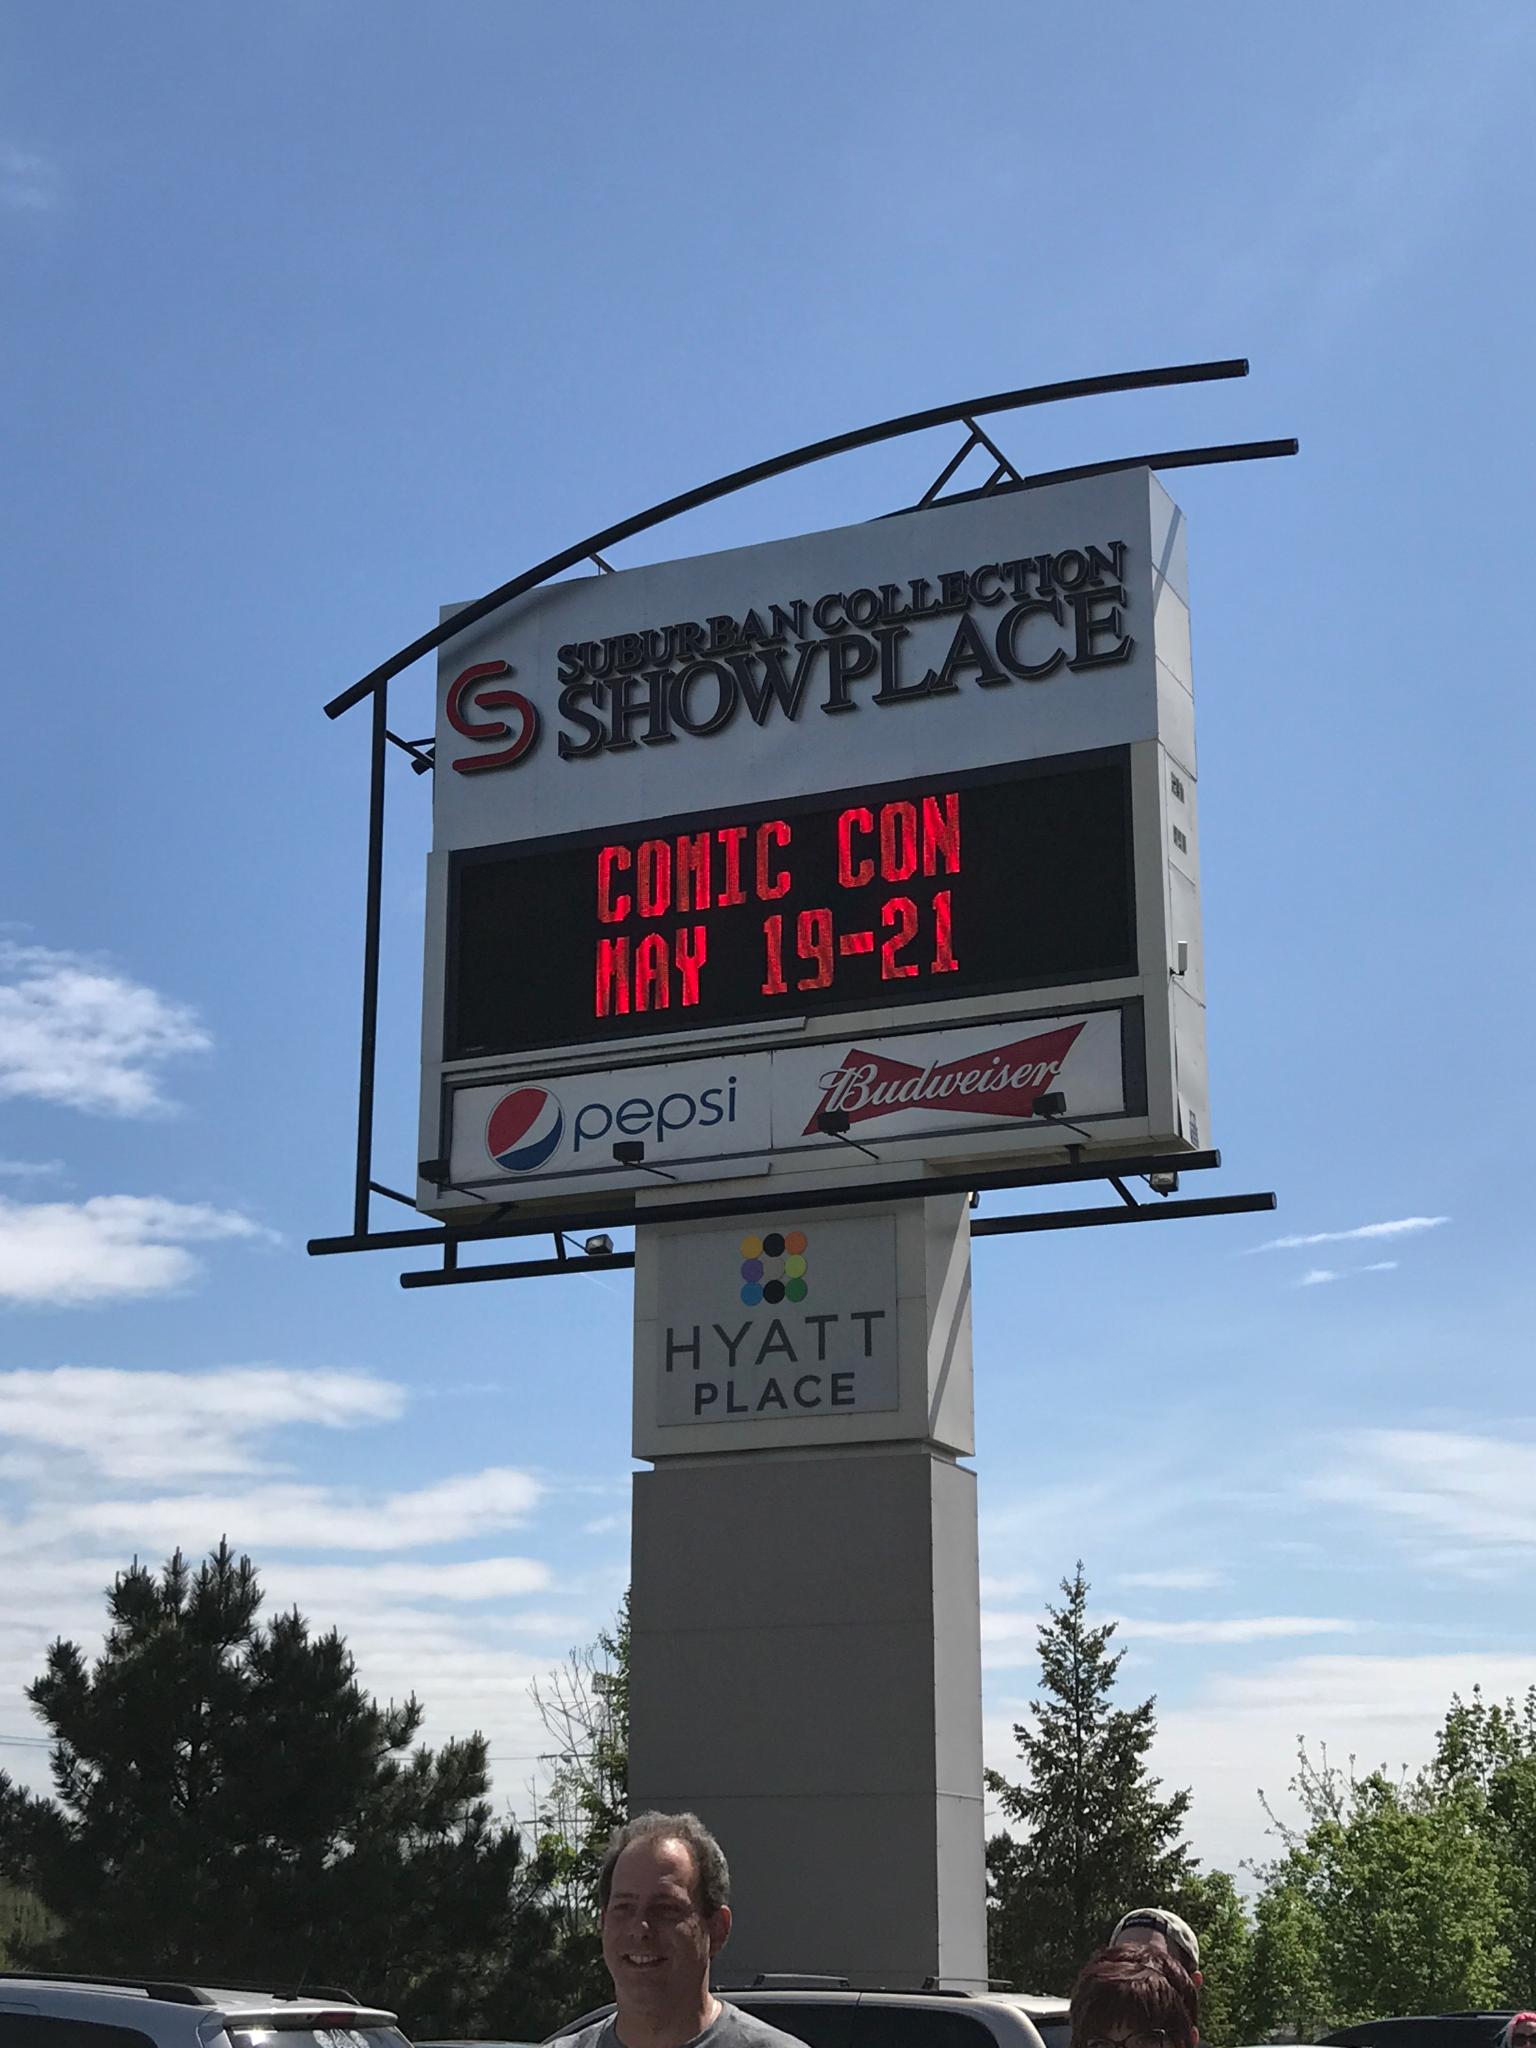 SUBURBAN COLLECTION
SHOWPLACE
COMIC CON
MAY 19-21
pepsi
Budweiser
HYATT
PLACE